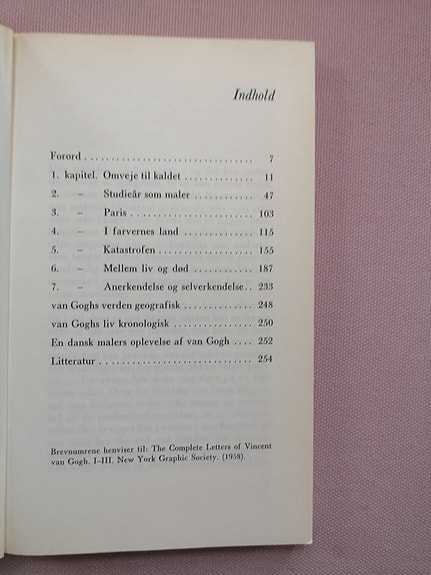 Indhold
Forord . . . . . . . . . . . . . . . . . . . . . . . . . . . . . . . 7
1. kapitel. Omveje til kaldet . . . . . . . . . . . . . 11
2. – Studieår som maler . . . . . . . . . . . 47
3. – Paris . . . . . . . . . . . . . . . . . . . . . . . 103
4. – I farvernes land . . . . . . . . . . . . . . 115
5. – Katastrofen . . . . . . . . . . . . . . . . . 155
6. – Mellem liv og død . . . . . . . . . . . 187
7. – Anerkendelse og selverkendelse . . 233
van Goghs verden geografisk . . . . . . . . . . . . . 248
van Goghs liv kronologisk . . . . . . . . . . . . . . . 250
En dansk malers oplevelse af van Gogh . . . . 252
Litteratur . . . . . . . . . . . . . . . . . . . . . . . . . . . . 254
Brevnumrene henviser til: The Complete Letters of Vincent
van Gogh. I–III. New York Graphic Society. (1958).